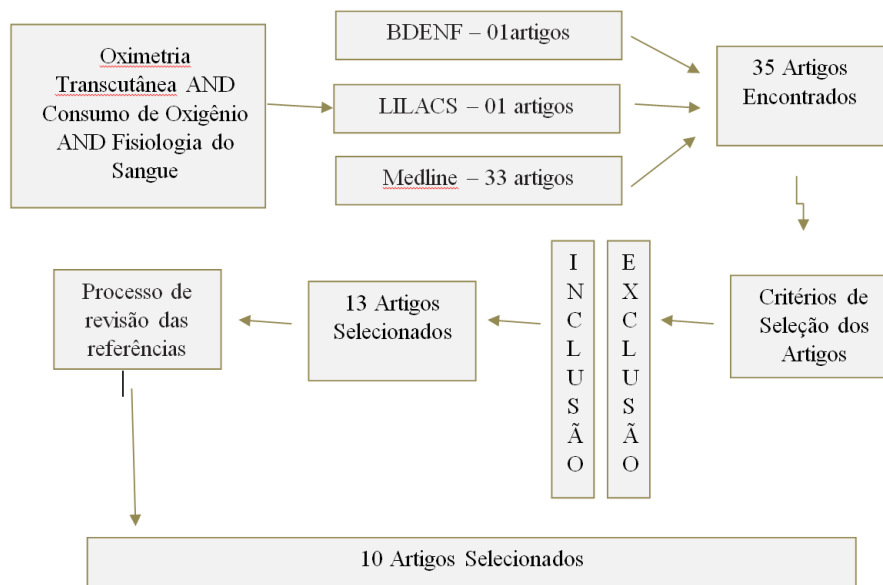 Oximetria
Transcutânea AND
Consumo de Oxigênio
AND Fisiologia do
Sangue
BDENF – 01artigos
LILACS – 01 artigos
Medline – 33 artigos
35 Artigos
Encontrados
Critérios de
Seleção dos
Artigos
E
X
C
L
U
S
Ã
O
I
N
C
L
U
S
Ã
O
13 Artigos
Selecionados
Processo de
revisão das
referências
10 Artigos Selecionados